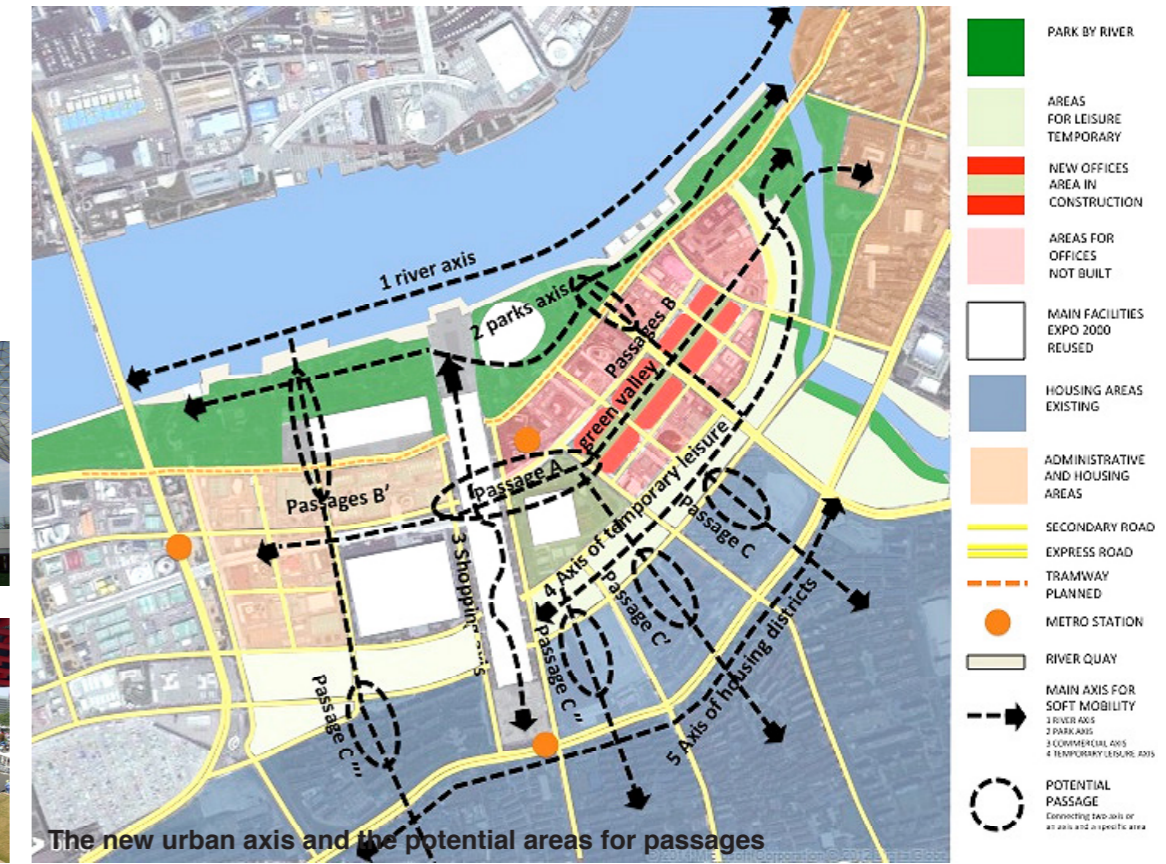 1 river axis
2 parks axis
Passages B
green valley
Passage A
Passages B'
3 Shopping axis
4 Axis of temporary leisure
Passage C
Passage C'
Passage C''
Passage C'''
5 Axis of housing districts
The new urban axis and the potential areas for passages
PARK BY RIVER
AREAS
FOR LEISURE
TEMPORARY
NEW OFFICES
AREA IN
CONSTRUCTION
AREAS FOR
OFFICES
NOT BUILT
MAIN FACILITIES
EXPO 2000
REUSED
HOUSING AREAS
EXISTING
ADMINISTRATIVE
AND HOUSING
AREAS
SECONDARY ROAD
EXPRESS ROAD
TRAMWAY
PLANNED
METRO STATION
RIVER QUAY
MAIN AXIS FOR
SOFT MOBILITY
1 RIVER AXIS
2 PARK AXIS
3 COMMERCIAL AXIS
4 TEMPORARY LEISURE AXIS
POTENTIAL
PASSAGE
Connecting two axis or
an axis and a specific area